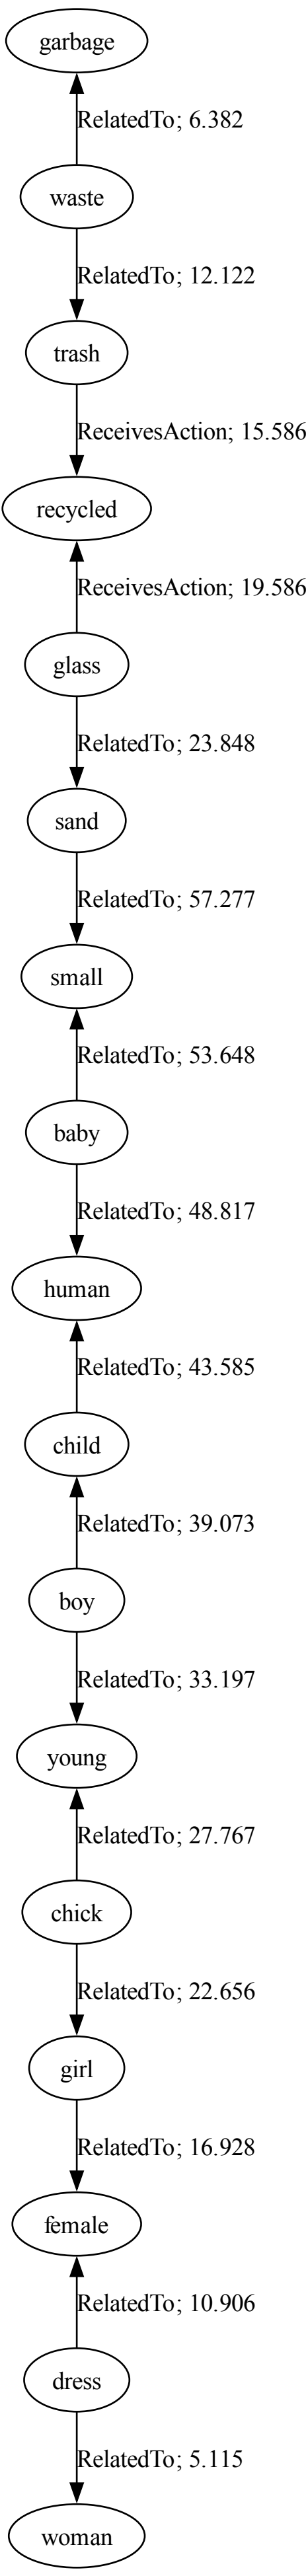 garbage
RelatedTo; 6.382
waste
RelatedTo; 12.122
trash
ReceivesAction; 15.586
recycled
ReceivesAction; 19.586
glass
RelatedTo; 23.848
sand
RelatedTo; 57.277
small
RelatedTo; 53.648
baby
RelatedTo; 48.817
human
RelatedTo; 43.585
child
RelatedTo; 39.073
boy
RelatedTo; 33.197
young
RelatedTo; 27.767
chick
RelatedTo; 22.656
girl
RelatedTo; 16.928
female
RelatedTo; 10.906
dress
RelatedTo; 5.115
woman